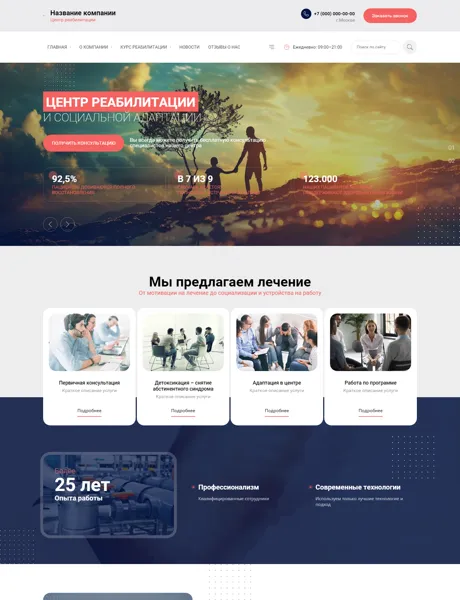 Название компании
Центр реабилитации
+7 (000) 000-00-00
г.Москва
Заказать звонок
ГЛАВНАЯ
О КОМПАНИИ
КУРС РЕАБИЛИТАЦИИ
НОВОСТИ
ОТЗЫВЫ О НАС
Ежедневно: 09:00–21:00
Поиск по сайту
ЦЕНТР РЕАБИЛИТАЦИИ
И СОЦИАЛЬНОЙ АДАПТАЦИИ
ПОЛУЧИТЬ КОНСУЛЬТАЦИЮ
Вы всегда можете получить бесплатную консультацию
специалистов нашего центра
01
02
92,5%
В 7 ИЗ 9
123.000
Мы предлагаем лечение
От мотивации на лечение до социализации и устройства на работу
Первичная консультация
Краткое описание услуги
Подробнее
Детоксикация – снятие
абстинентного синдрома
Краткое описание услуги
Подробнее
Адаптация в центре
Краткое описание услуги
Подробнее
Работа по программе
Краткое описание услуги
Подробнее
Более
25 лет
Опыта работы
Профессионализм
Квалифицированные сотрудники
Современные технологии
Используем только лучшие технологии и
подход